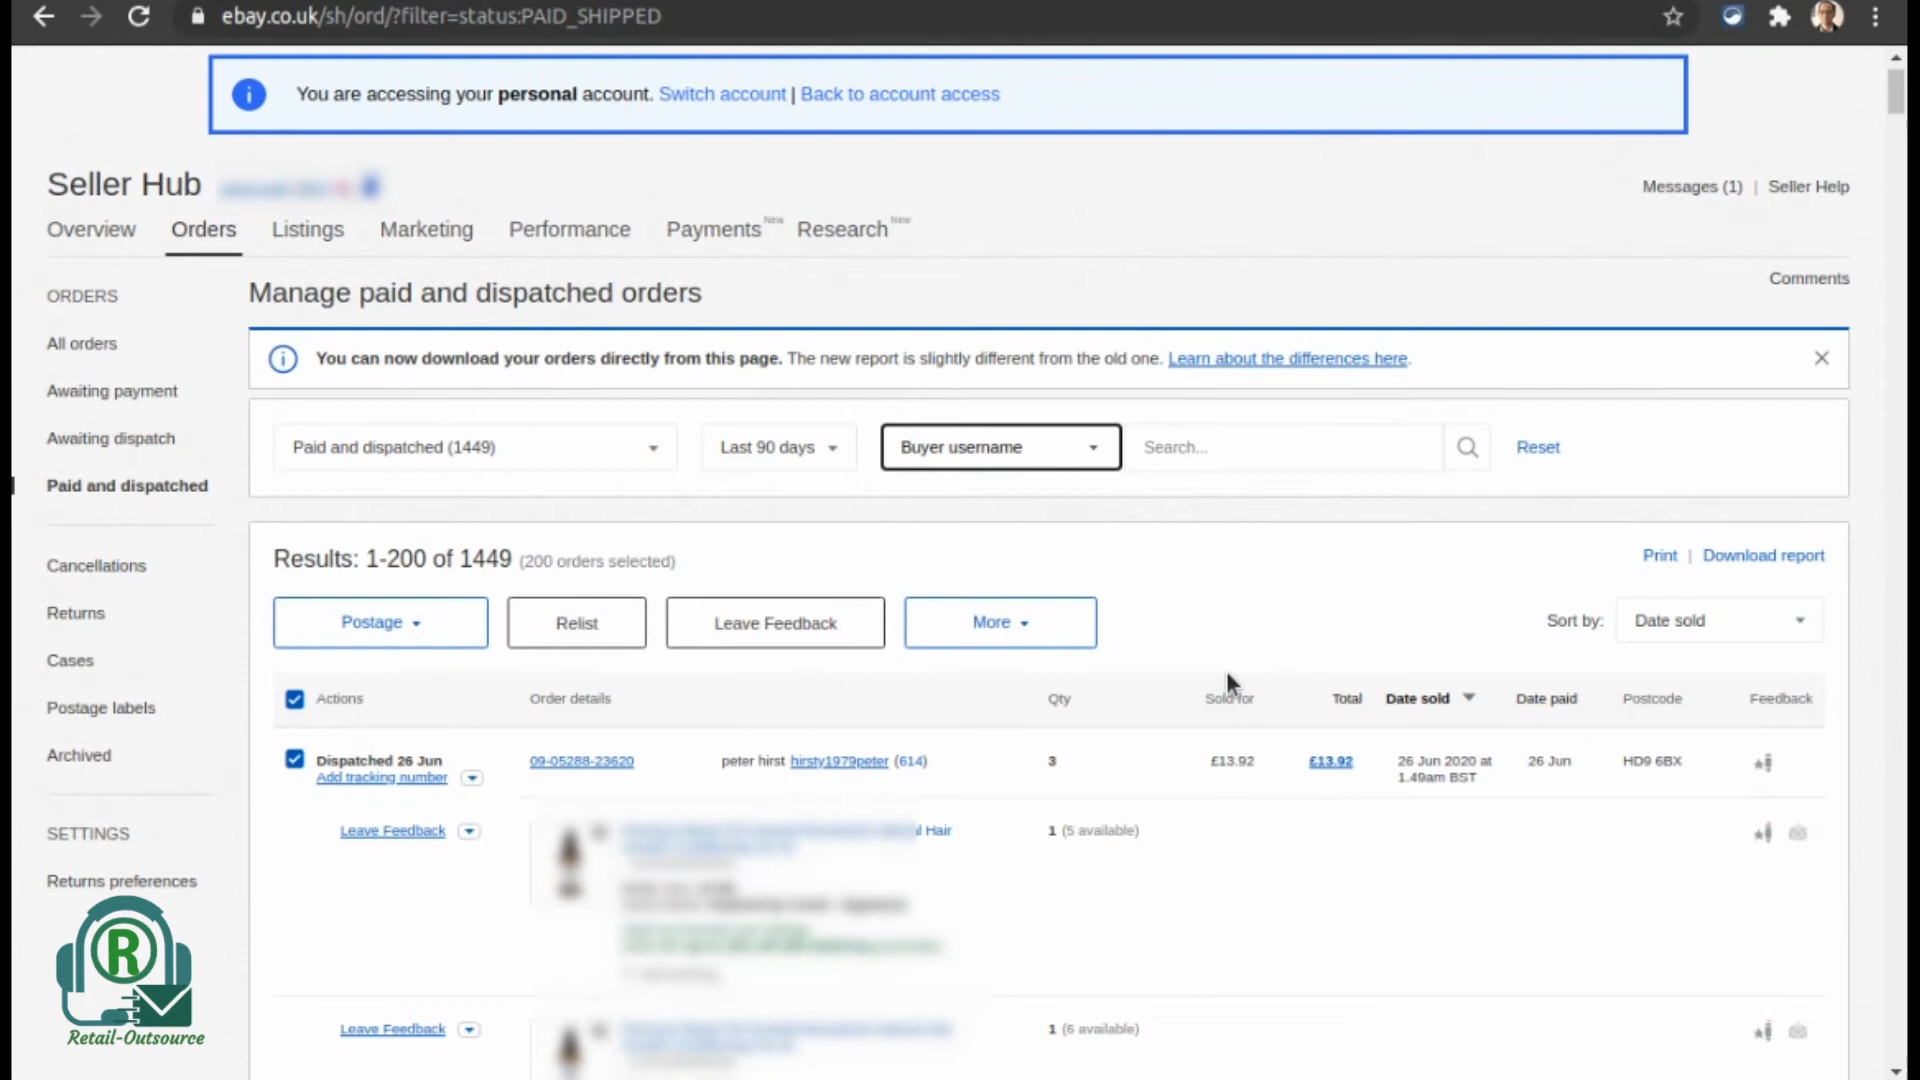 ebay.co.uk/sh/ord/?filter=status:PAID_SHIPPED
You are accessing your personal account. Switch account | Back to account access
Seller Hub
Messages (1) | Seller Help
Overview Orders Listings Marketing Performance Payments New Research New
Comments
ORDERS
All orders
Awaiting payment
Awaiting dispatch
Paid and dispatched
Cancellations
Returns
Cases
Postage labels
Archived
SETTINGS
Returns preferences
Manage paid and dispatched orders
You can now download your orders directly from this page. The new report is slightly different from the old one. Learn about the differences here.
Paid and dispatched (1449) Last 90 days Buyer username Search... Reset
Results: 1-200 of 1449 (200 orders selected)
Print | Download report
Postage Relist Leave Feedback More
Sort by: Date sold
Actions Order details Qty Sold for Total Date sold Date paid Postcode Feedback
Dispatched 26 Jun 09-05288-23620 peter hirst hirsty1979peter (614) 3 £13.92 £13.92 26 Jun 2020 at 26 Jun HD9 6BX
Add tracking number 1.49am BST
Leave Feedback Hair 1 (5 available)
Leave Feedback 1 (6 available)
R
Retail-Outsource